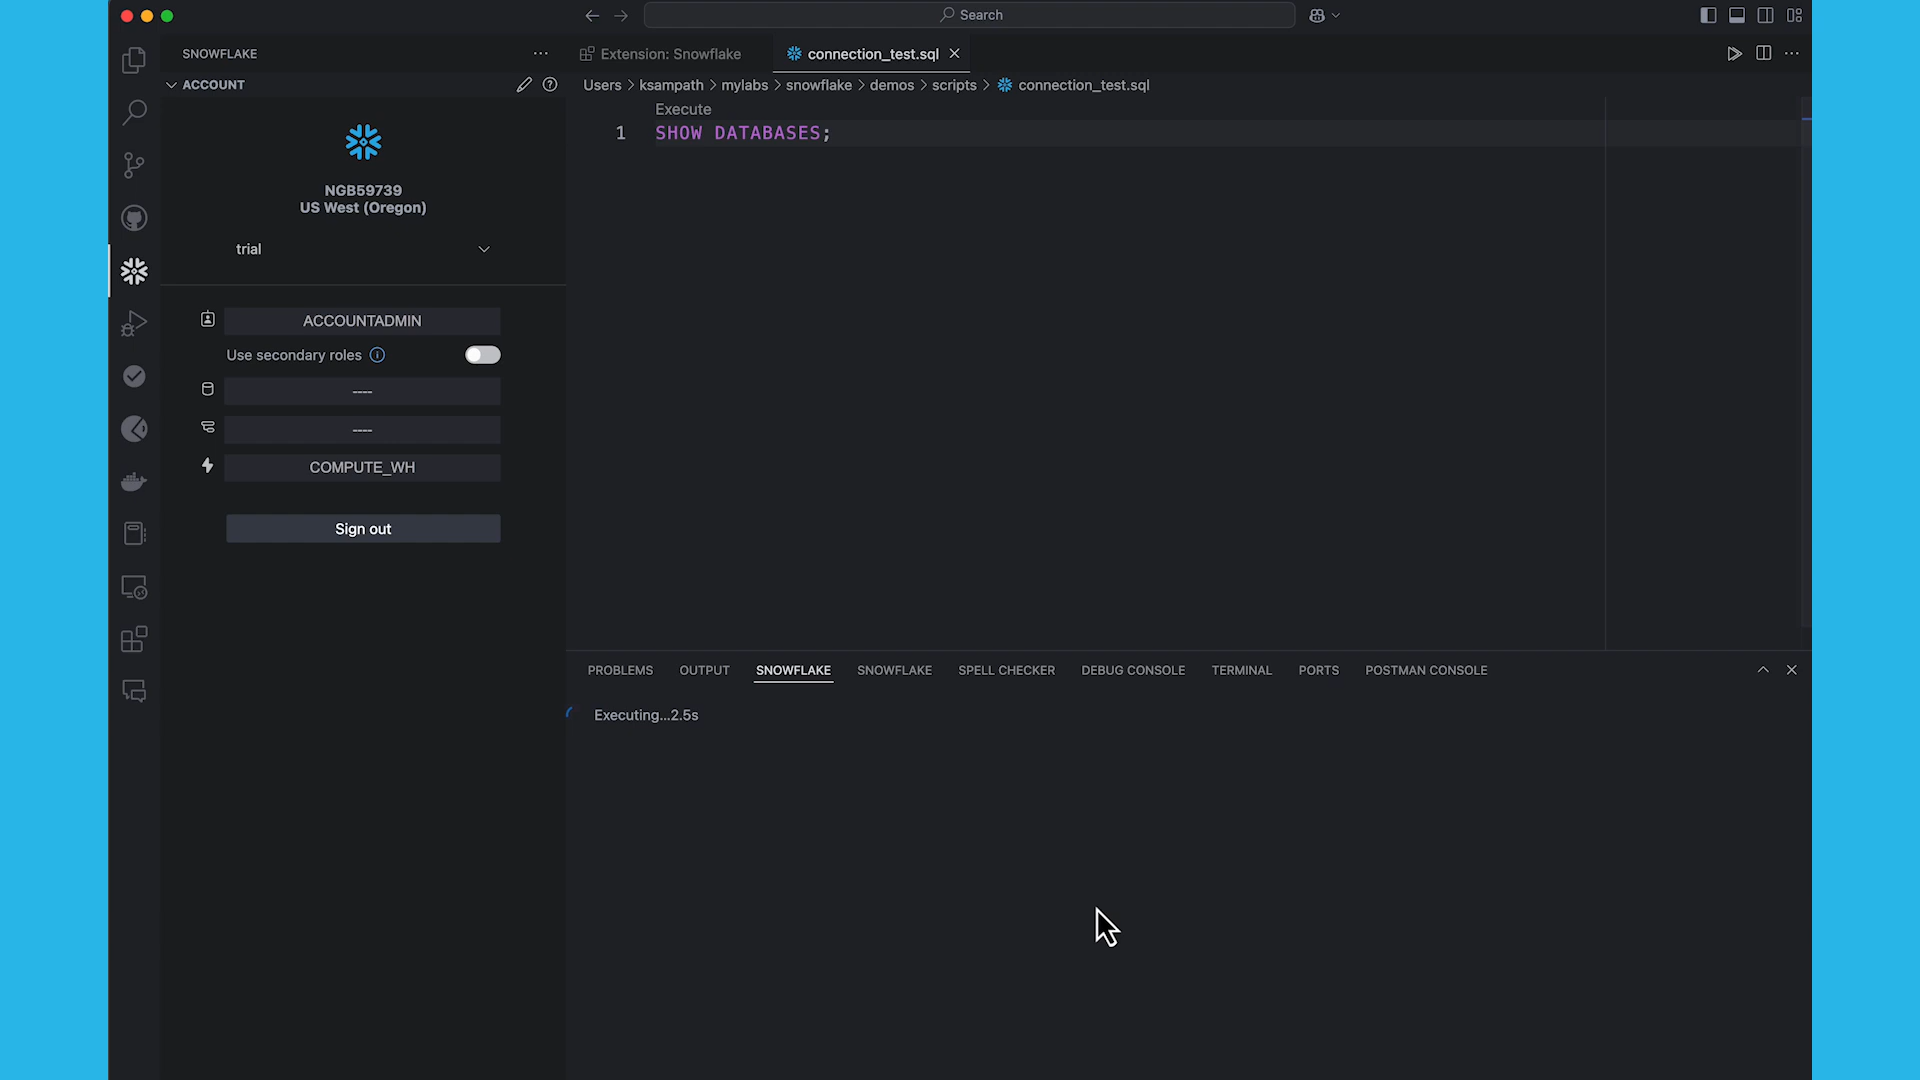 Search
SNOWFLAKE
Extension: Snowflake
connection_test.sql
ACCOUNT
Users > ksampath > mylabs > snowflake > demos > scripts > connection_test.sql
Execute
1 SHOW DATABASES;
NGB59739
US West (Oregon)
trial
ACCOUNTADMIN
Use secondary roles
----
----
COMPUTE_WH
Sign out
PROBLEMS OUTPUT SNOWFLAKE SNOWFLAKE SPELL CHECKER DEBUG CONSOLE TERMINAL PORTS POSTMAN CONSOLE
Executing...2.5s